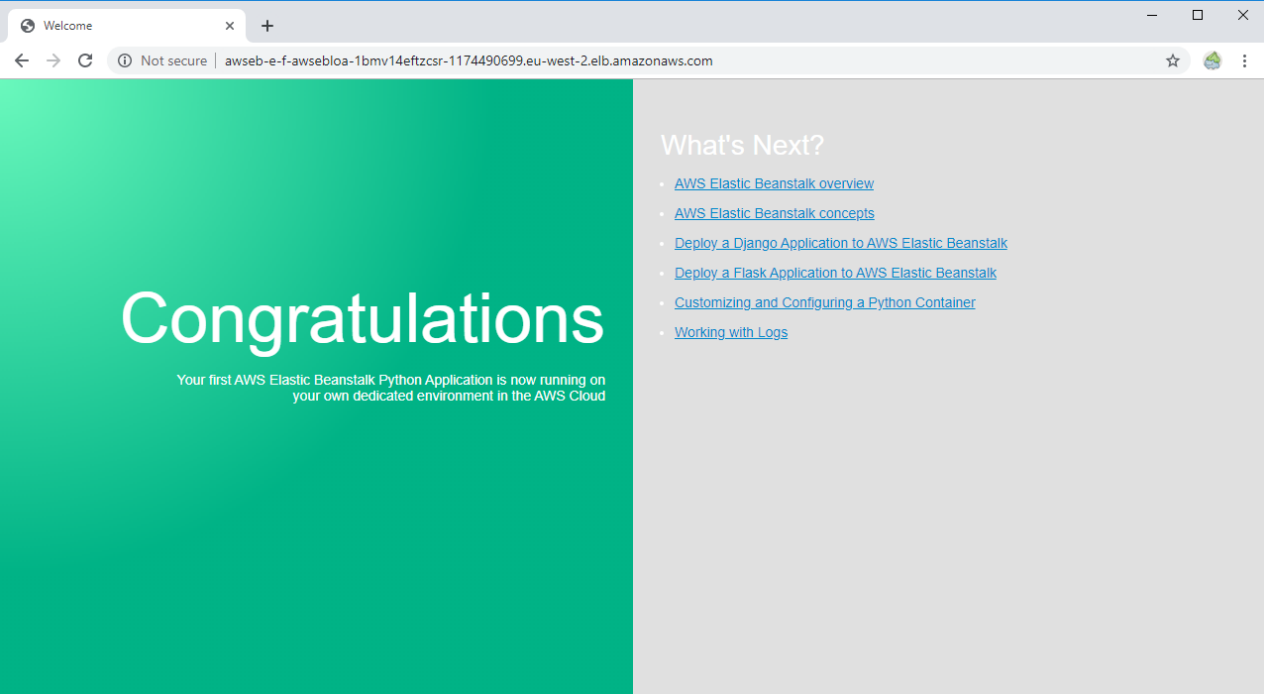 Welcome
Not secure
awseb-e-f-awsebloa-1bmv14eftzcsr-1174490699.eu-west-2.elb.amazonaws.com
Congratulations
Your first AWS Elastic Beanstalk Python Application is now running on
your own dedicated environment in the AWS Cloud
What's Next?
AWS Elastic Beanstalk overview
AWS Elastic Beanstalk concepts
Deploy a Django Application to AWS Elastic Beanstalk
Deploy a Flask Application to AWS Elastic Beanstalk
Customizing and Configuring a Python Container
Working with Logs